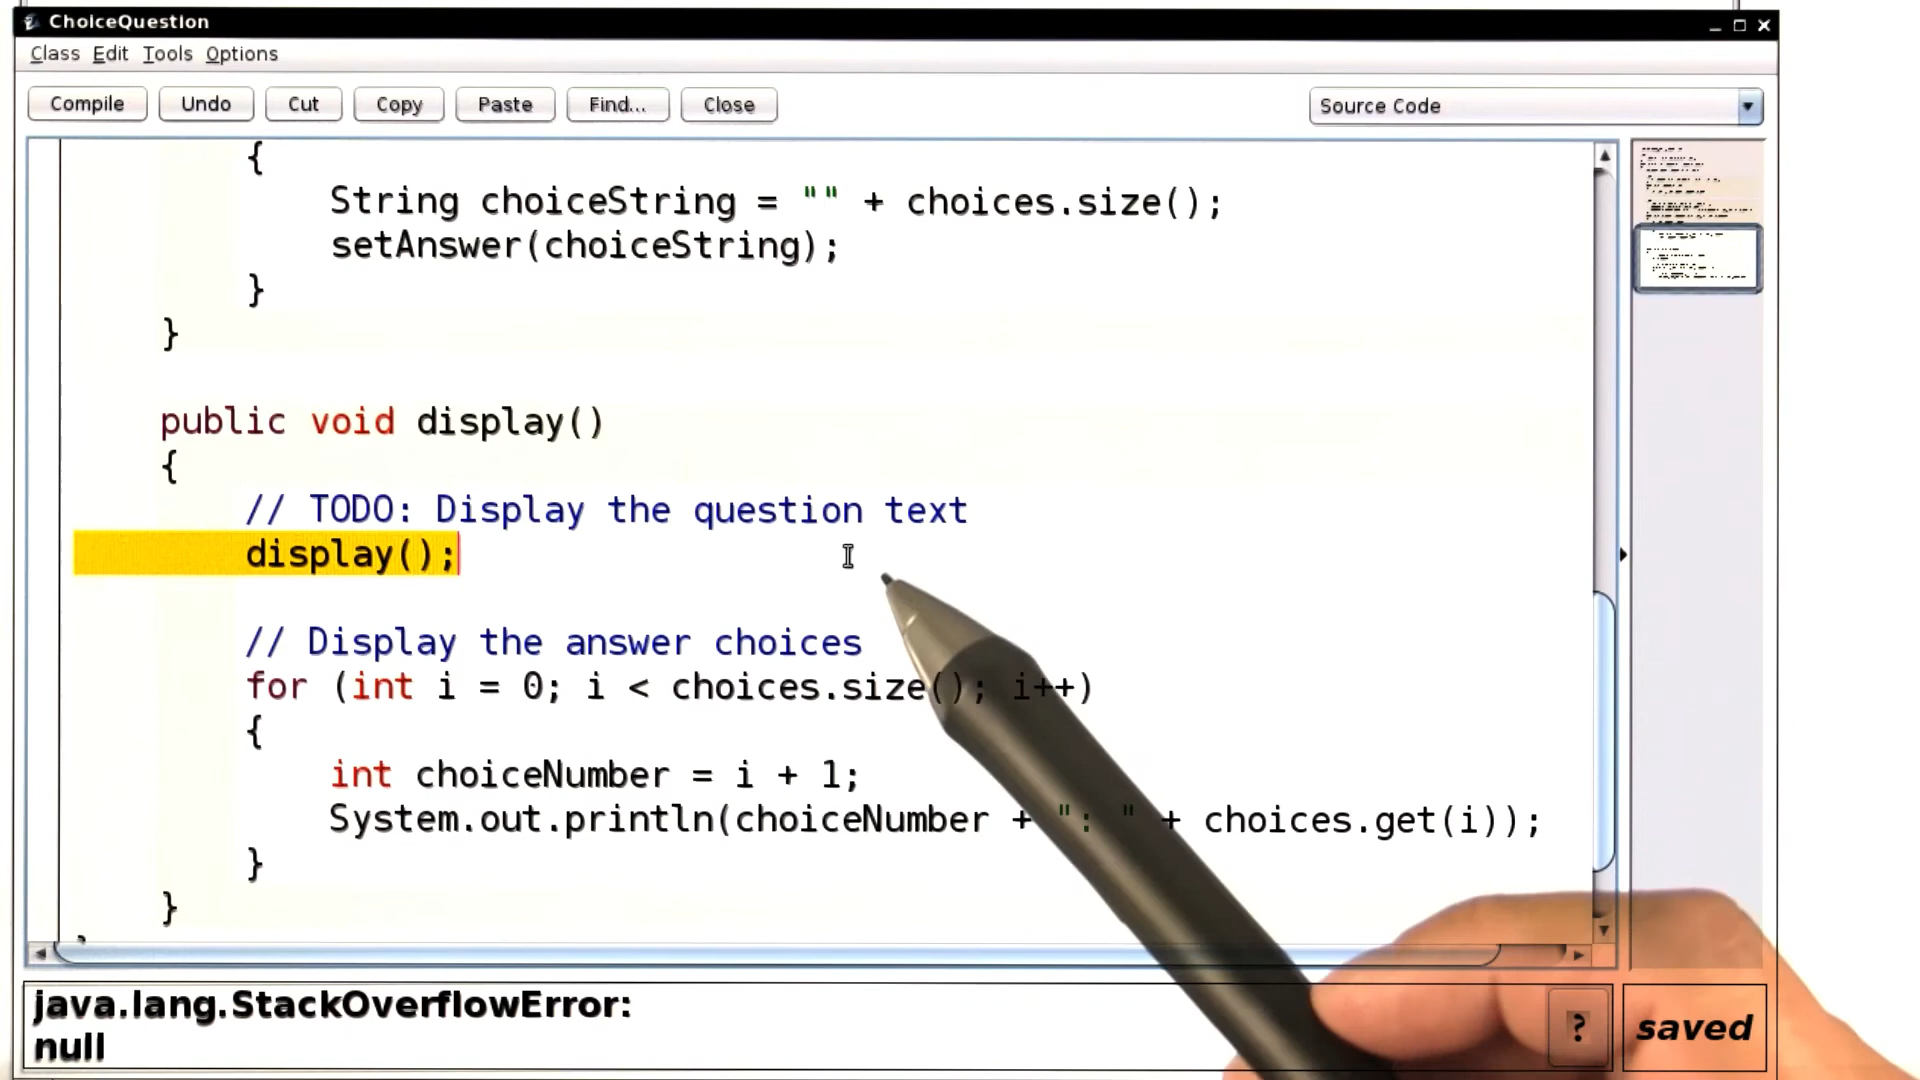 ChoiceQuestion
Class Edit Tools Options
Compile Undo Cut Copy Paste Find... Close Source Code
{
String choiceString = "" + choices.size();
setAnswer(choiceString);
}
}
public void display()
{
// TODO: Display the question text
display();
// Display the answer choices
for (int i = 0; i < choices.size(); i++)
{
int choiceNumber = i + 1;
System.out.println(choiceNumber + ": " + choices.get(i));
}
}
java.lang.StackOverflowError:
null
? saved